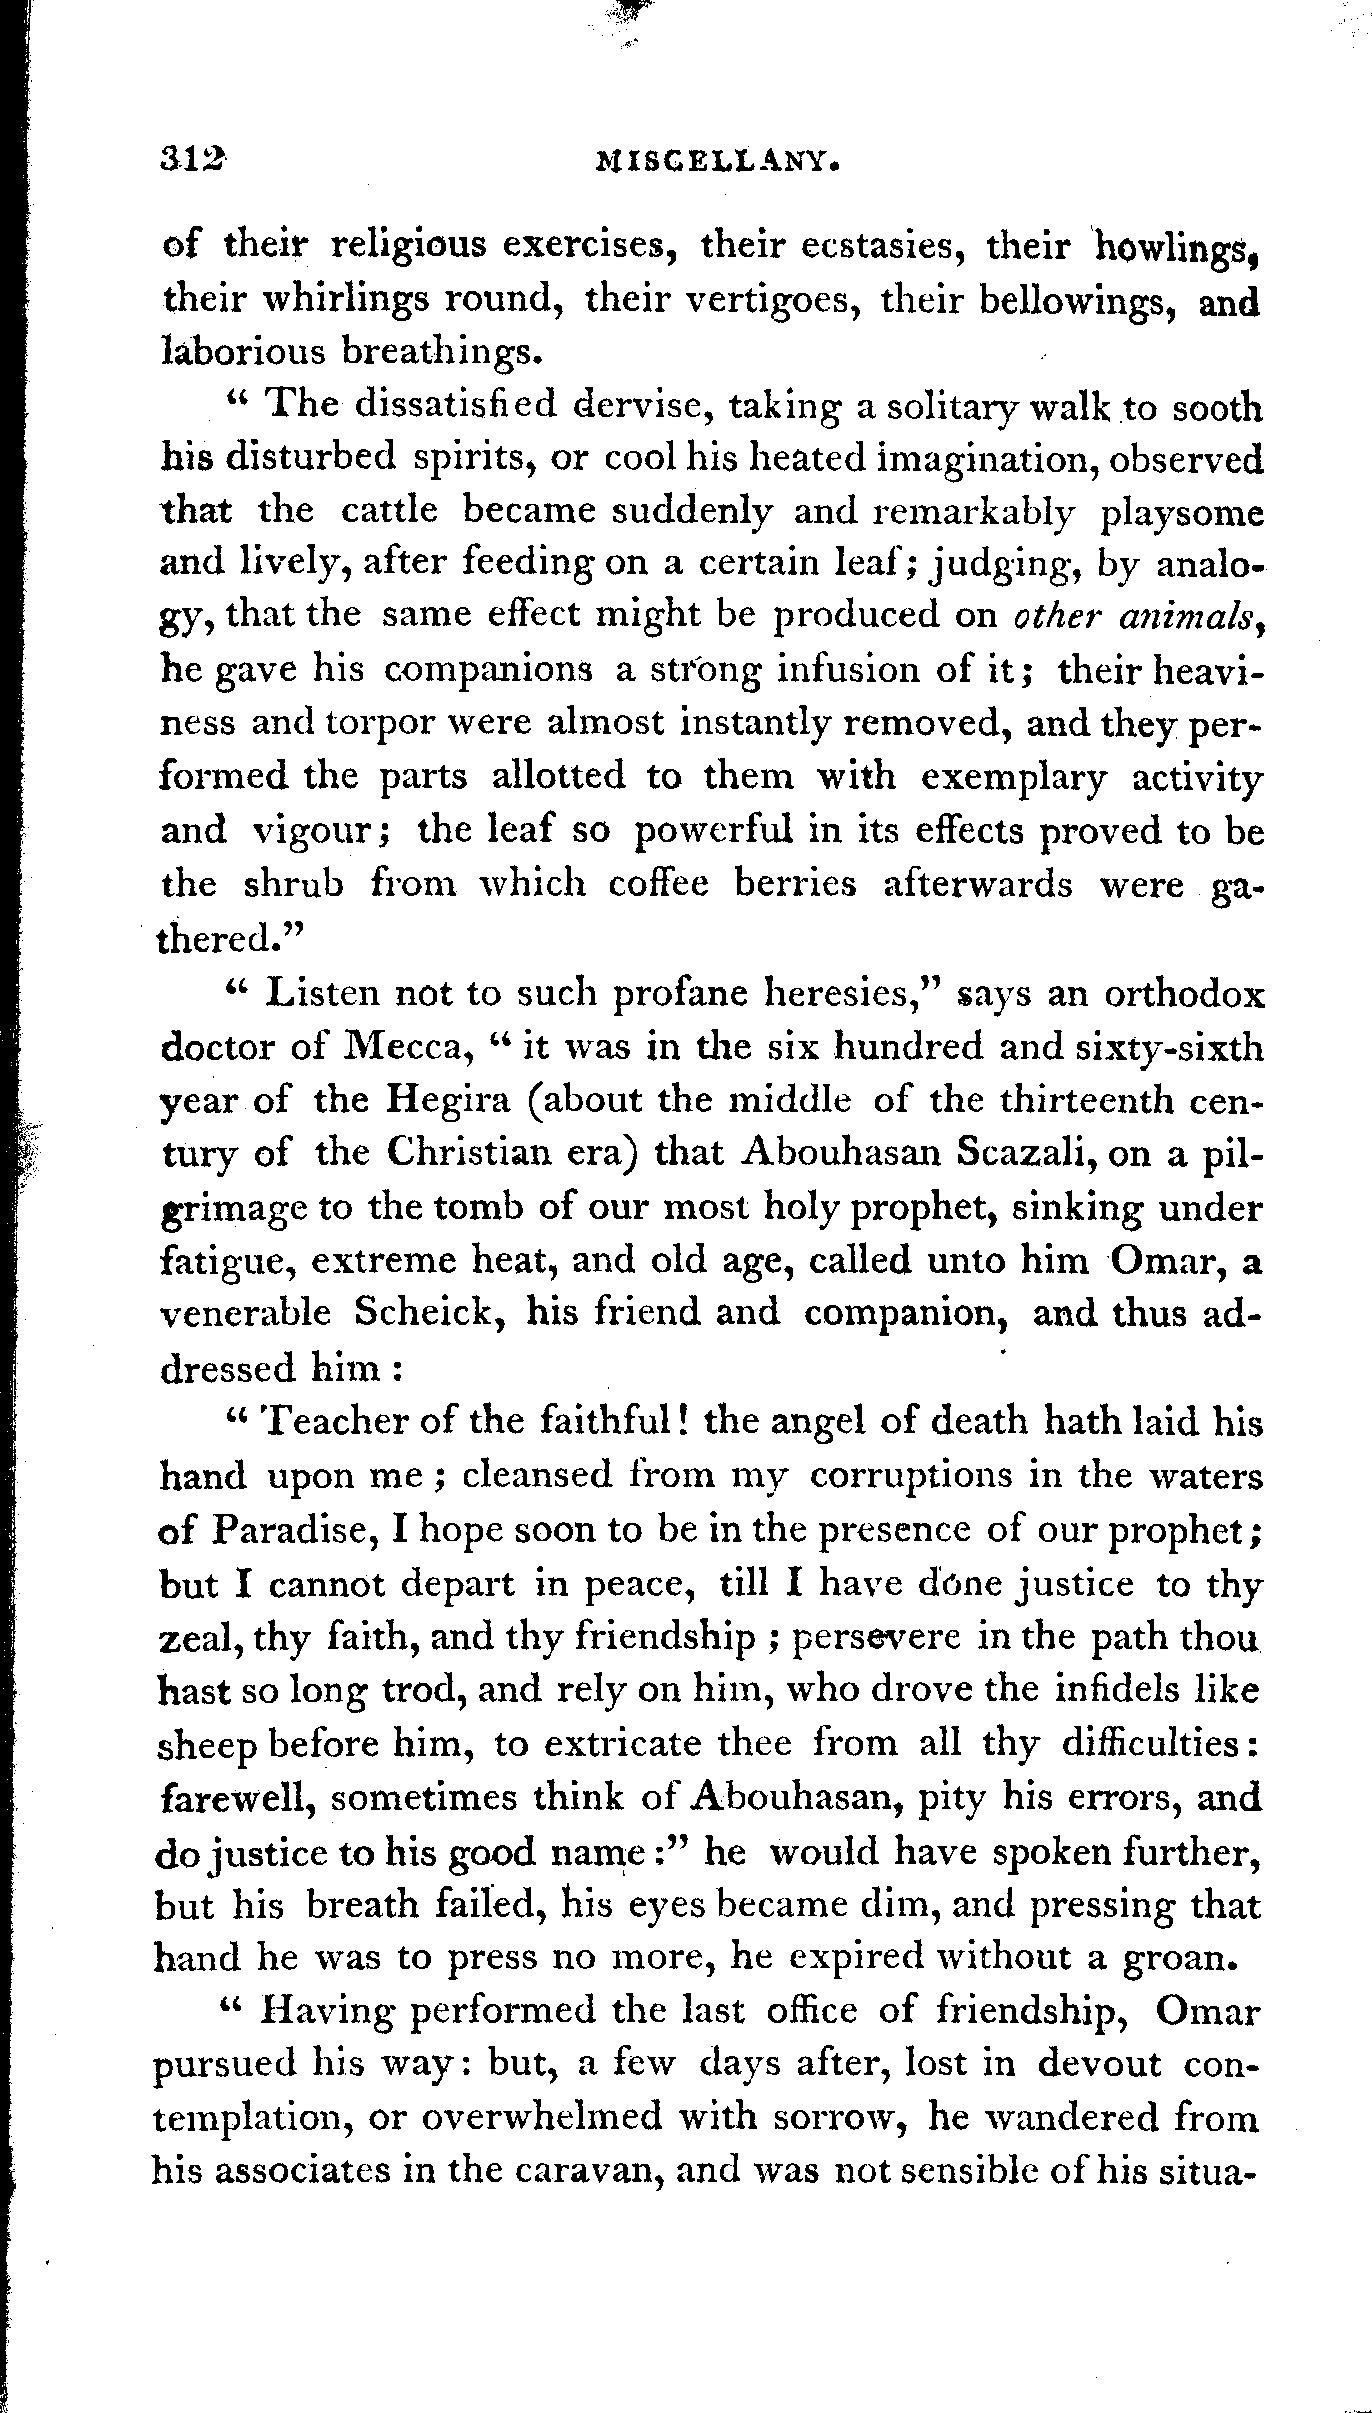 312 MISCELLANY.
of their religious exercises, their ecstasies, their howlings,
their whirlings round, their vertigoes, their bellowings, and
laborious breathings.
“ The dissatisfied dervise, taking a solitary walk to sooth
his disturbed spirits, or cool his heated imagination, observed
that the cattle became suddenly and remarkably playsome
and lively, after feeding on a certain leaf; judging, by analo-
gy, that the same effect might be produced on other animals,
he gave his companions a strong infusion of it; their heavi-
ness and torpor were almost instantly removed, and they per-
formed the parts allotted to them with exemplary activity
and vigour; the leaf so powerful in its effects proved to be
the shrub from which coffee berries afterwards were ga-
thered.”
“ Listen not to such profane heresies,” says an orthodox
doctor of Mecca, “ it was in the six hundred and sixty-sixth
year of the Hegira (about the middle of the thirteenth cen-
tury of the Christian era) that Abouhasan Scazali, on a pil-
grimage to the tomb of our most holy prophet, sinking under
fatigue, extreme heat, and old age, called unto him Omar, a
venerable Scheick, his friend and companion, and thus ad-
dressed him :
“ Teacher of the faithful! the angel of death hath laid his
hand upon me ; cleansed from my corruptions in the waters
of Paradise, I hope soon to be in the presence of our prophet;
but I cannot depart in peace, till I have done justice to thy
zeal, thy faith, and thy friendship ; persevere in the path thou
hast so long trod, and rely on him, who drove the infidels like
sheep before him, to extricate thee from all thy difficulties:
farewell, sometimes think of Abouhasan, pity his errors, and
do justice to his good name :” he would have spoken further,
but his breath failed, his eyes became dim, and pressing that
hand he was to press no more, he expired without a groan.
“ Having performed the last office of friendship, Omar
pursued his way: but, a few days after, lost in devout con-
templation, or overwhelmed with sorrow, he wandered from
his associates in the caravan, and was not sensible of his situa-